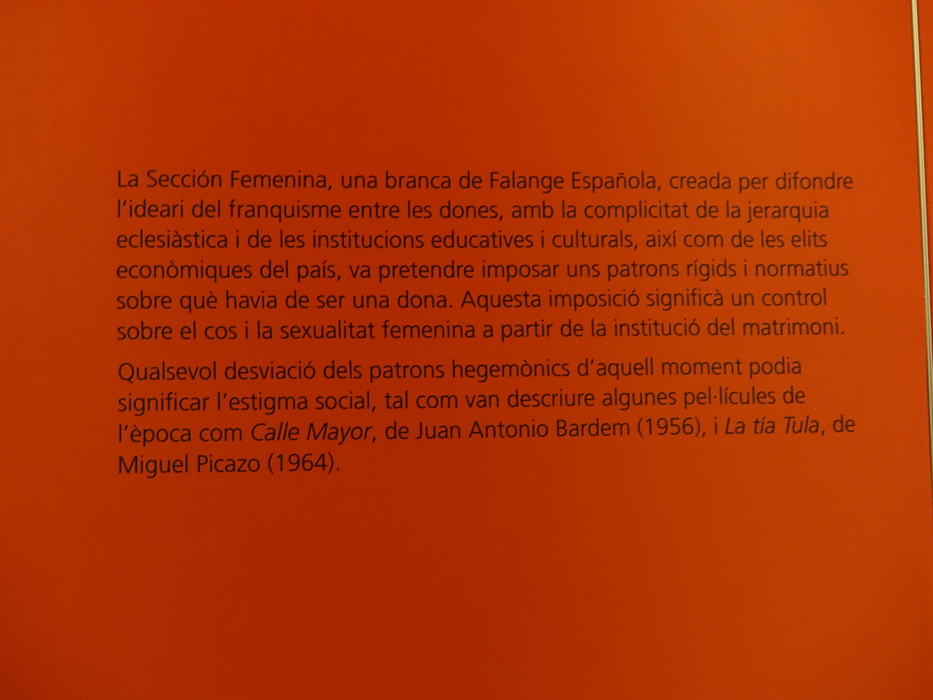 La Sección Femenina, una branca de Falange Española, creada per difondre
l'ideari del franquisme entre les dones, amb la complicitat de la jerarquia
eclesiàstica i de les institucions educatives i culturals, així com de les elits
econòmiques del país, va pretendre imposar uns patrons rígids i normatius
sobre què havia de ser una dona. Aquesta imposició significà un control
sobre el cos i la sexualitat femenina a partir de la institució del matrimoni.
Qualsevol desviació dels patrons hegemònics d'aquell moment podia
significar l'estigma social, tal com van descriure algunes pel·lícules de
l'època com Calle Mayor, de Juan Antonio Bardem (1956), i La tía Tula, de
Miguel Picazo (1964).